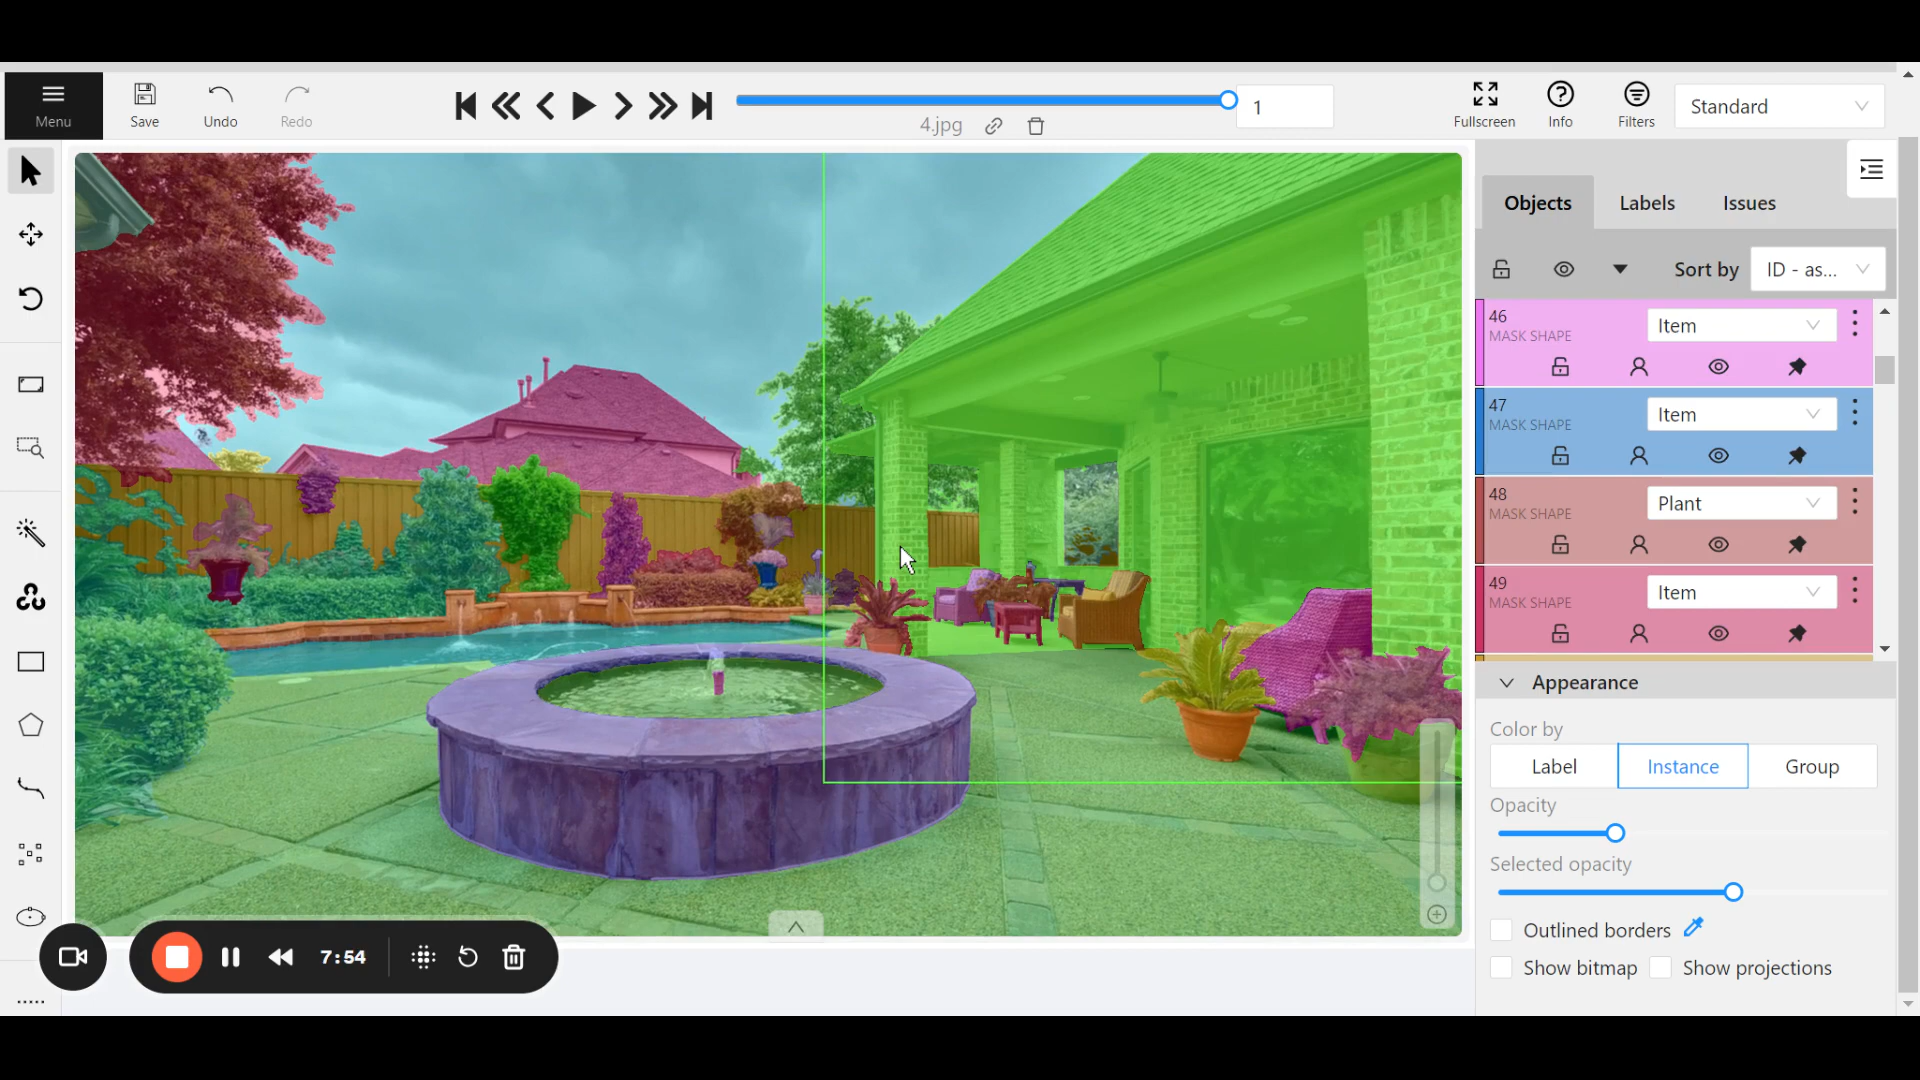 Menu
Save
Undo
Redo
4.jpg
1
Fullscreen
Info
Filters
Standard
Objects
Labels
Issues
Sort by
ID - as...
46
MASK SHAPE
Item
47
MASK SHAPE
Item
48
MASK SHAPE
Plant
49
MASK SHAPE
Item
Appearance
Color by
Label
Instance
Group
Opacity
Selected opacity
Outlined borders
Show bitmap
Show projections
7:54